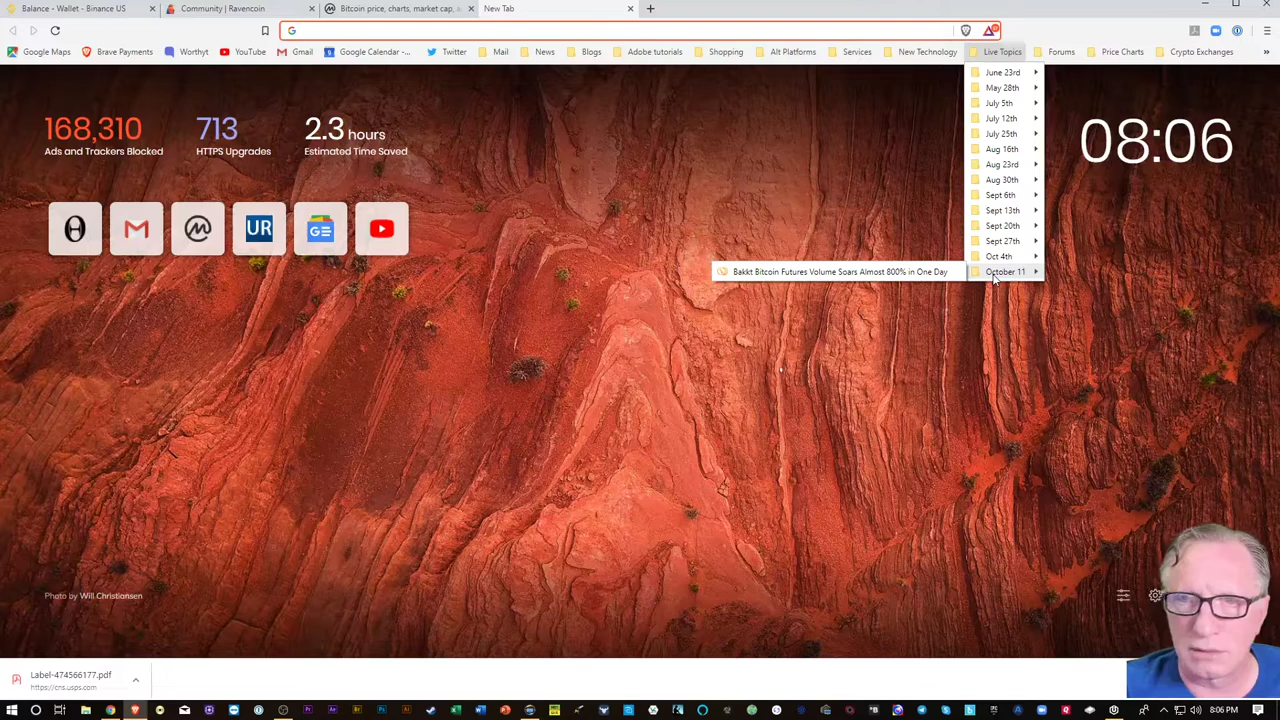 Balance - Wallet - Binance US
Community | Ravencoin
Bitcoin price, charts, market cap, a
New Tab
Google Maps
Brave Payments
Worthyt
YouTube
Gmail
Google Calendar -...
Twitter
Mail
News
Blogs
Adobe tutorials
Shopping
Alt Platforms
Services
New Technology
Live Topics
Forums
Price Charts
Crypto Exchanges
June 23rd
May 28th
July 5th
July 12th
July 25th
Aug 16th
Aug 23rd
Aug 30th
Sept 6th
Sept 13th
Sept 20th
Sept 27th
Oct 4th
October 11
Bakkt Bitcoin Futures Volume Soars Almost 800% in One Day
168,310
Ads and Trackers Blocked
713
HTTPS Upgrades
2.3 hours
Estimated Time Saved
08:06
UR
Photo by Will Christiansen
Label-474566177.pdf
https://cns.usps.com
8:06 PM